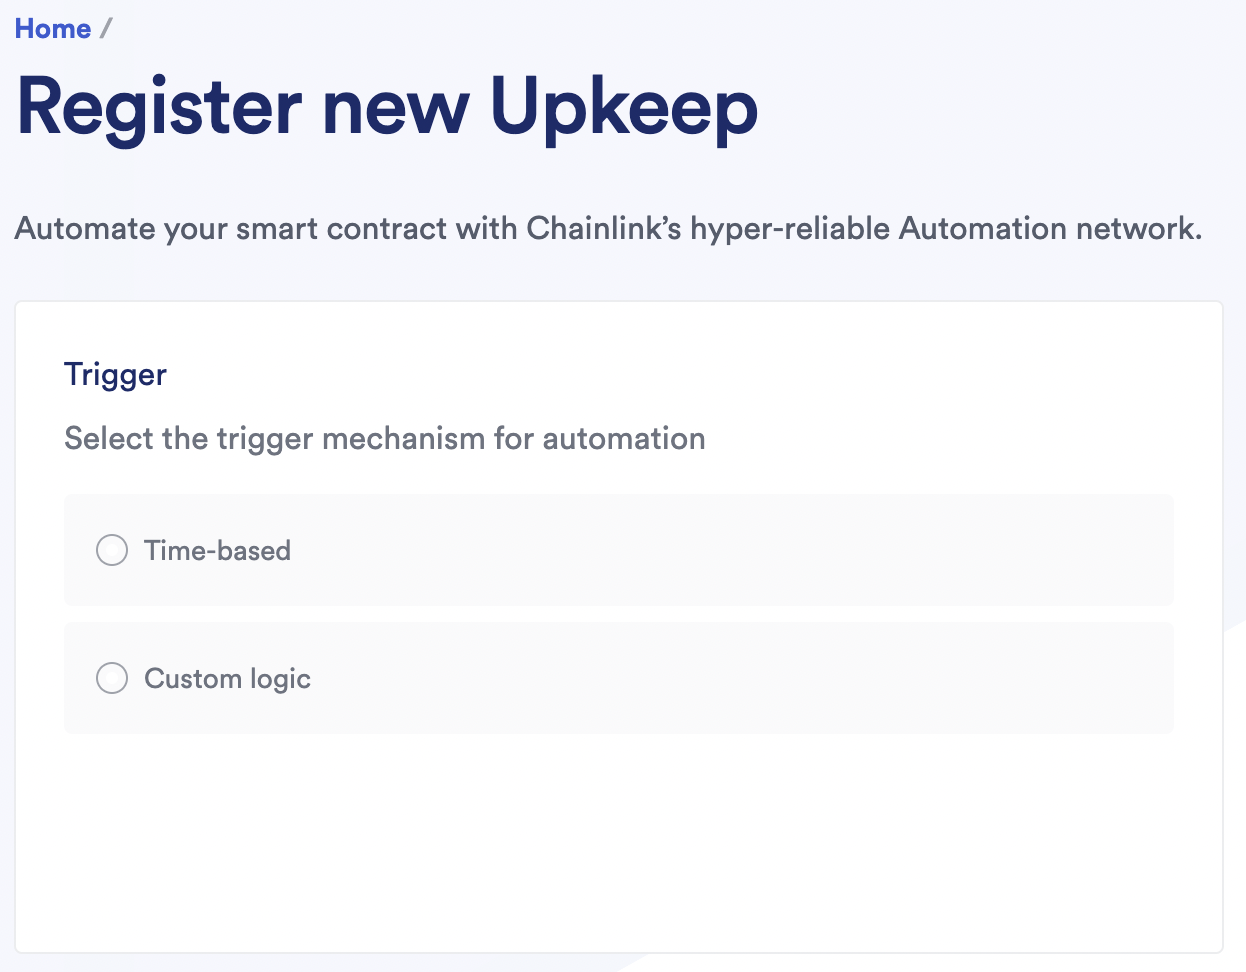 Home /
Register new Upkeep
Automate your smart contract with Chainlink’s hyper-reliable Automation network.
Trigger
Select the trigger mechanism for automation
Time-based
Custom logic